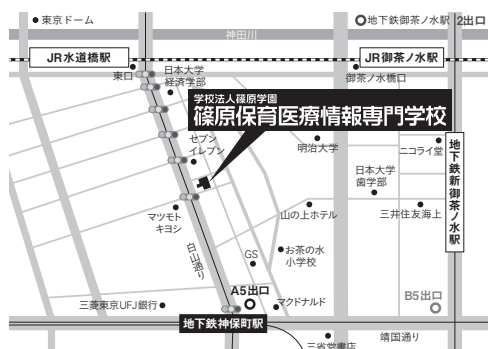 東京ドーム
地下鉄御茶ノ水駅 2出口
神田川
JR水道橋駅
JR御茶ノ水駅
東口
日本大学
経済学部
御茶ノ水橋口
学校法人篠原学園
篠原保育医療情報専門学校
セブン
イレブン
明治大学
ニコライ堂
地下鉄新御茶ノ水駅
日本大学
歯学部
マツモト
キヨシ
山の上ホテル
三井住友海上
白山通り
お茶の水
小学校
GS
A5出口
B5出口
三菱東京UFJ銀行
マクドナルド
地下鉄神保町駅
三省堂書店
靖国通り